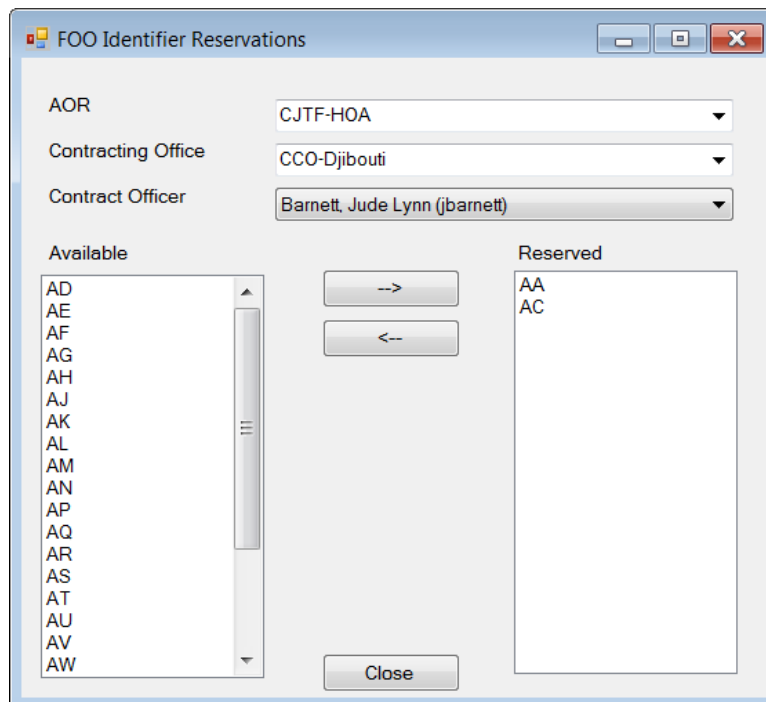 FOO Identifier Reservations
AOR
CJTF-HOA
Contracting Office
CCO-Djibouti
Contract Officer
Barnett, Jude Lynn (jbarnett)
Available
Reserved
AD
AE
AF
AG
AH
AJ
AK
AL
AM
AN
AP
AQ
AR
AS
AT
AU
AV
AW
-->
<--
AA
AC
Close